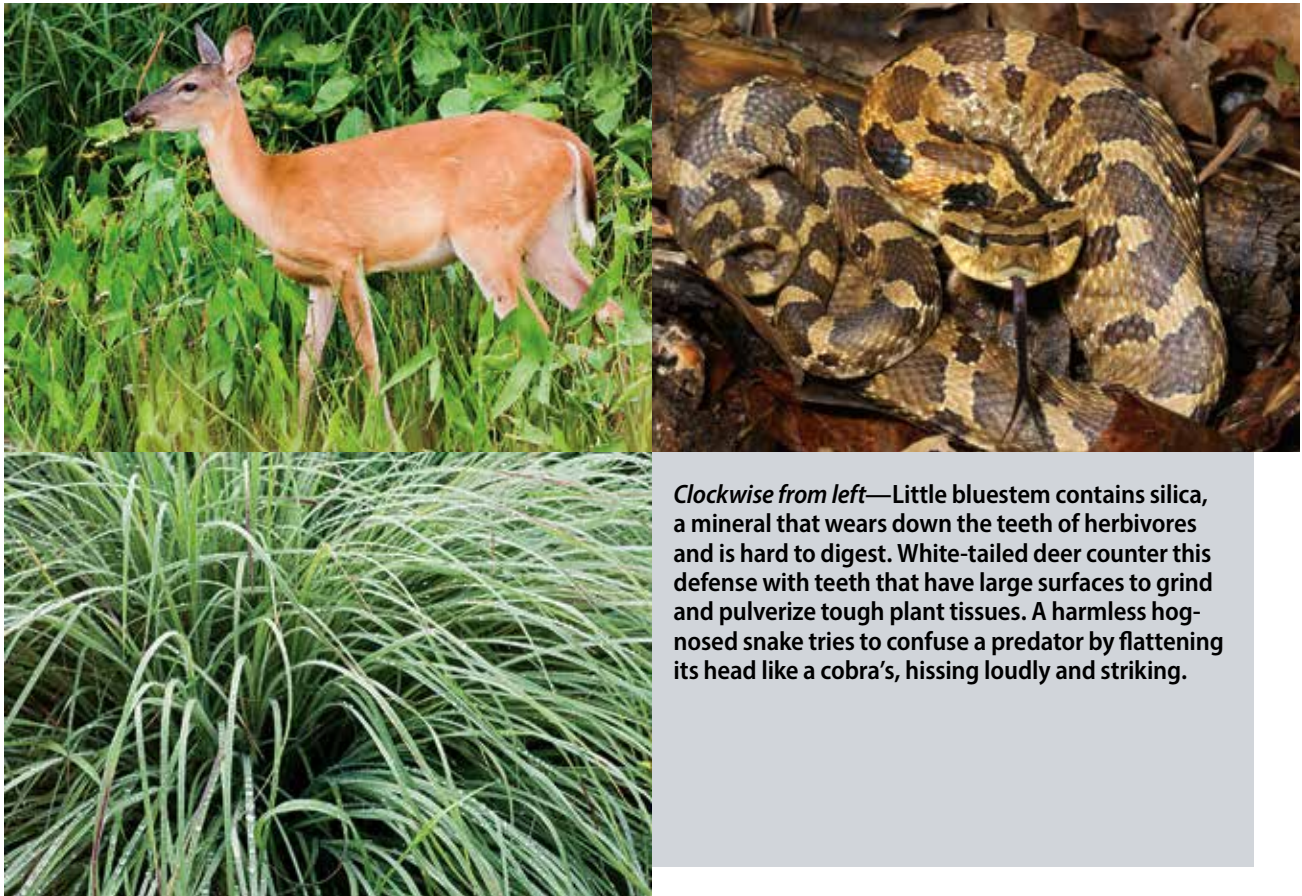 Clockwise from left—Little bluestem contains silica,
a mineral that wears down the teeth of herbivores
and is hard to digest. White-tailed deer counter this
defense with teeth that have large surfaces to grind
and pulverize tough plant tissues. A harmless hog-
nosed snake tries to confuse a predator by flattening
its head like a cobra’s, hissing loudly and striking.